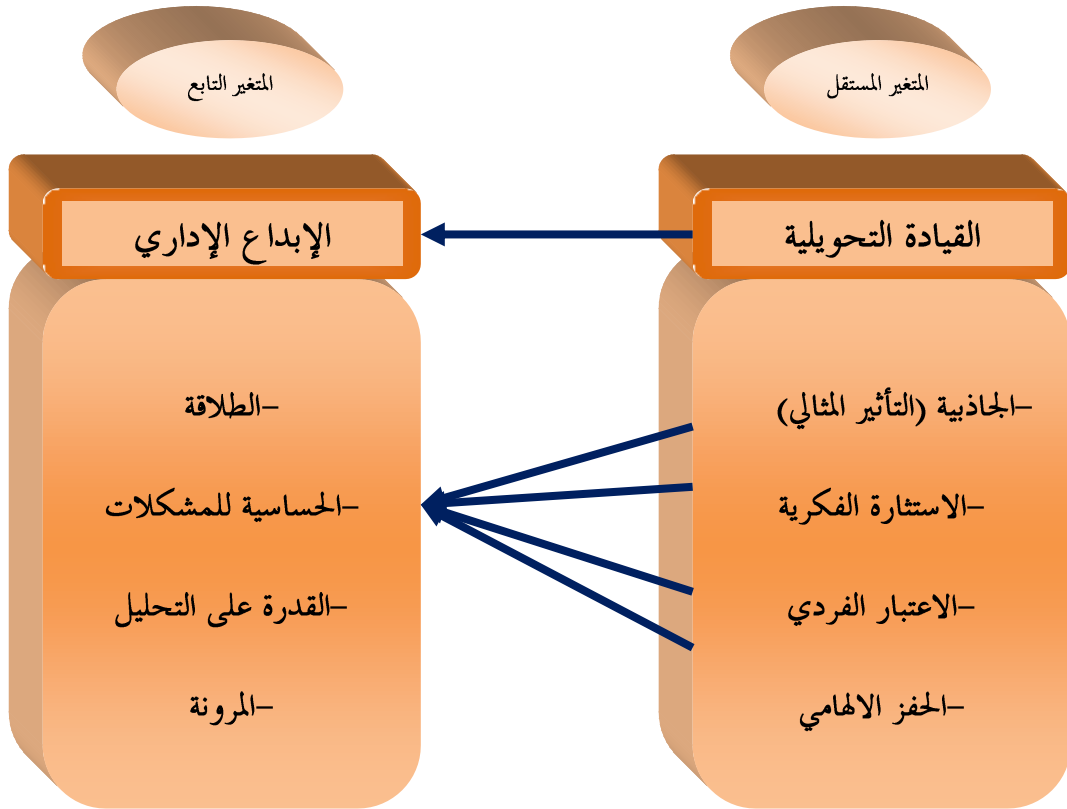 المتغير المستقل
القيادة التحويلية
-الجاذبية (التأثير المثالي)
-الاستثارة الفكرية
-الاعتبار الفردي
-الحفز الالهامي
المتغير التابع
الإبداع الإداري
-الطلاقة
-الحساسية للمشكلات
-القدرة على التحليل
-المرونة